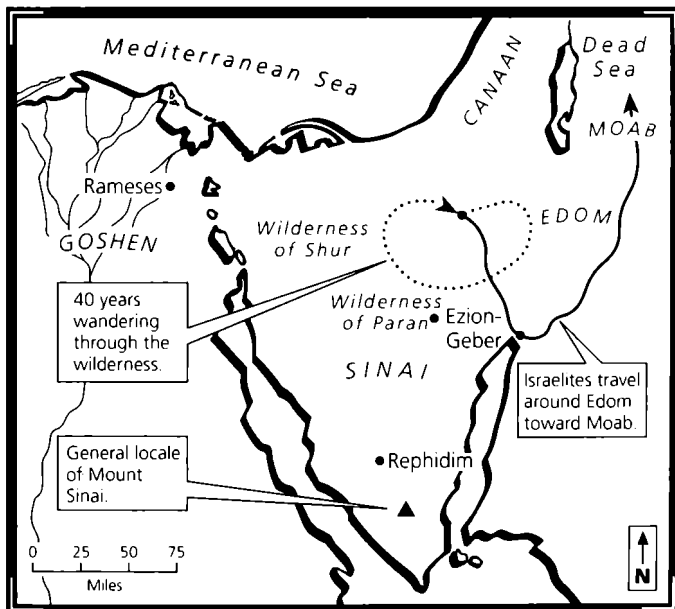 Mediterranean Sea
CANAAN
Dead
Sea
MOAB
Rameses
GOSHEN
Wilderness
of Shur
EDOM
40 years
wandering
through the
wilderness.
Wilderness
of Paran
Ezion-
Geber
SINAI
Israelites travel
around Edom
toward Moab.
General locale
of Mount
Sinai.
Rephidim
0 25 50 75
Miles
N